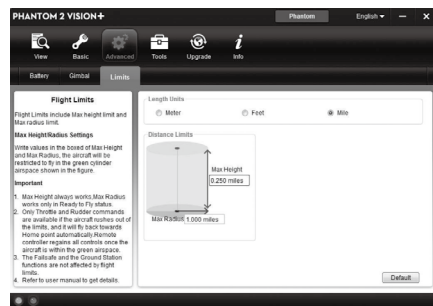 PHANTOM 2 VISION+
Phantom
English
View
Basic
Advanced
Tools
Upgrade
Info
Battery
Gimbal
Limits
Flight Limits
Flight Limits include Max height limit and
Max radius limit.
Max Height/Radius Settings
Write values in the boxed of Max Height
and Max Radius, the aircraft will be
restricted to fly in the green cylinder
airspace shown in the figure.
Important
1. Max Height always works,Max Radius
works only in Ready to Fly status.
2. Only Throttle and Rudder commands
are available if the aircraft rushes out of
the limits, and it will fly back towards
Home point automatically.Remote
controller regains all controls once the
aircraft is within the green airspace.
3. The Failsafe and the Ground Station
functions are not affected by flight
limits.
4. Refer to user manual to get details.
Length Units
Meter
Feet
Mile
Distance Limits
Max Height
0.250 miles
Max Radius 1.000 miles
Default